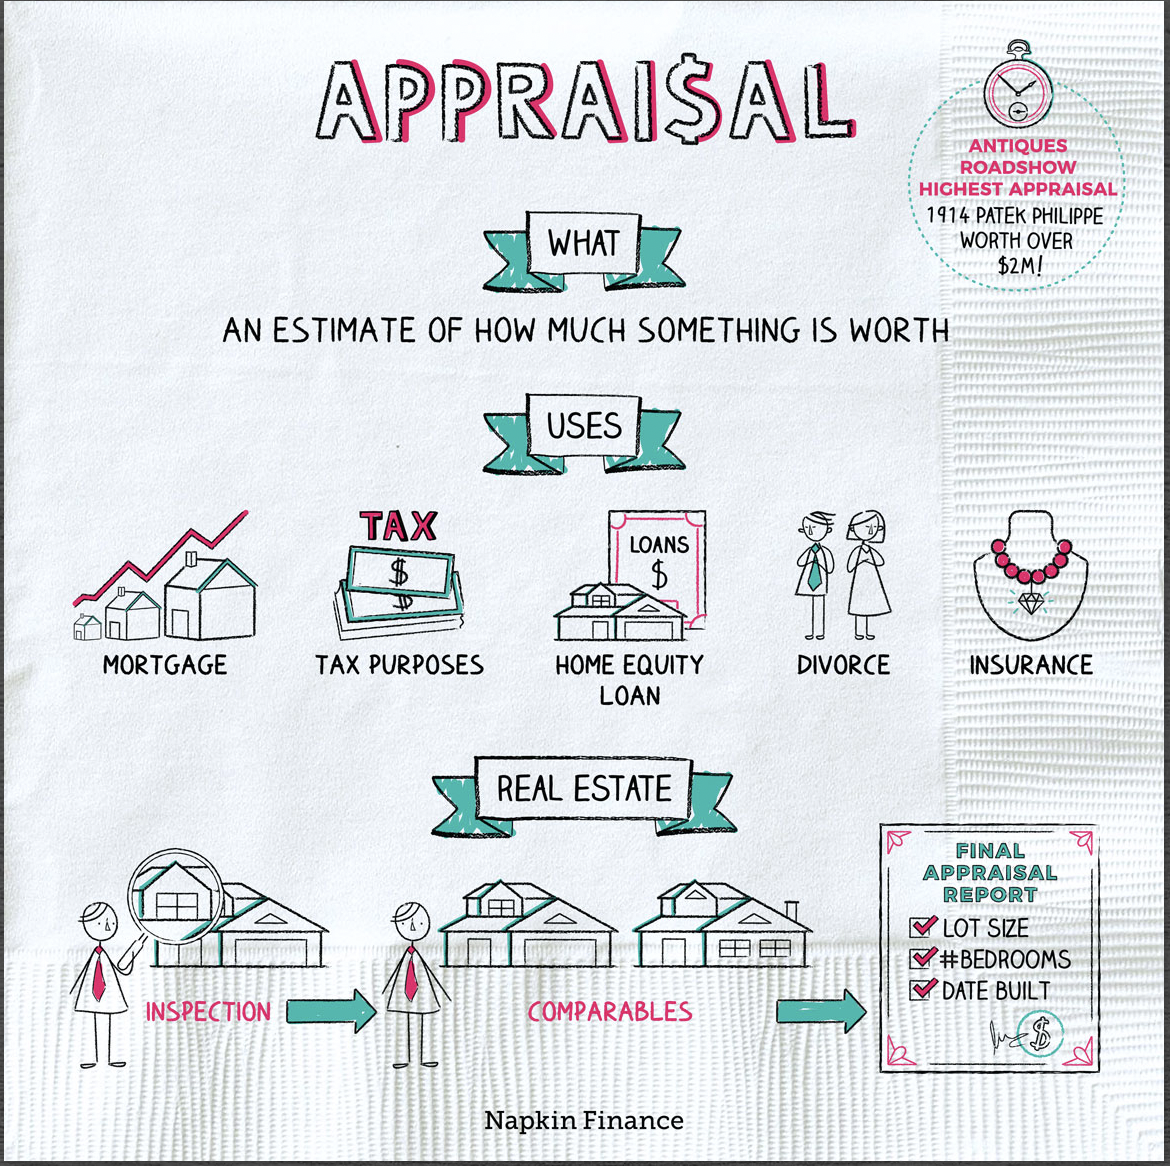 APPRAI$AL
ANTIQUES
ROADSHOW
HIGHEST APPRAISAL
1914 PATEK PHILIPPE
WORTH OVER
$2M!
WHAT
AN ESTIMATE OF HOW MUCH SOMETHING IS WORTH
USES
TAX
$
$
LOANS
$
MORTGAGE
TAX PURPOSES
HOME EQUITY
LOAN
DIVORCE
INSURANCE
REAL ESTATE
INSPECTION
COMPARABLES
FINAL
APPRAISAL
REPORT
LOT SIZE
#BEDROOMS
DATE BUILT
$
Napkin Finance